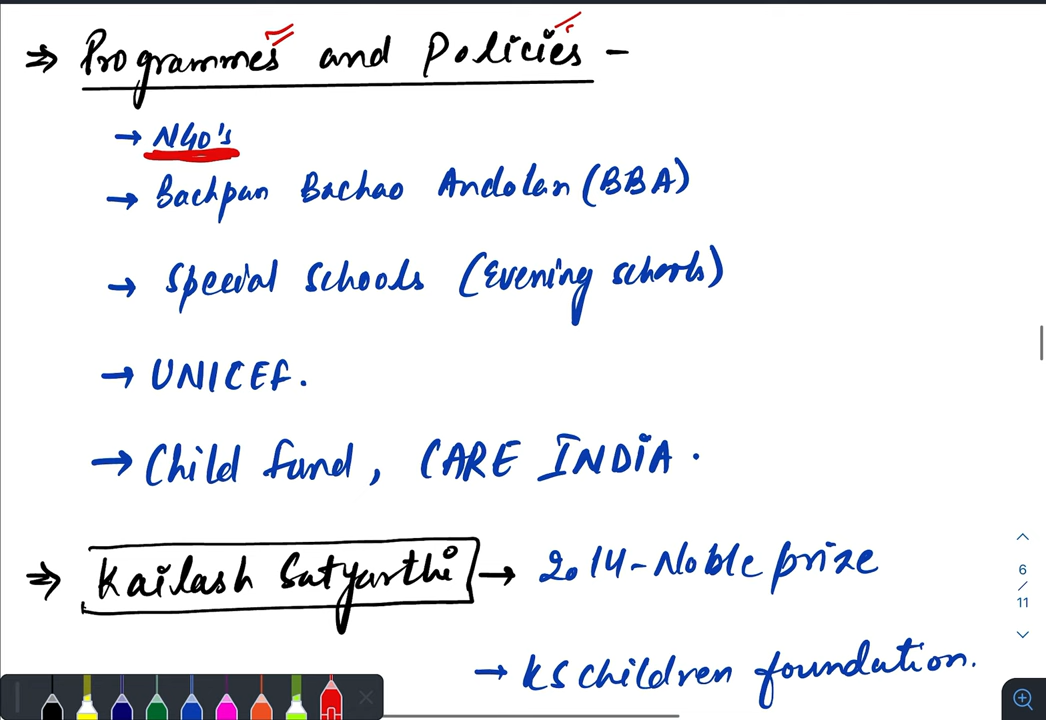 ⇒ Programmes and Policies -
→ NGO's
→ Bachpan Bachao Andolan (BBA)
→ Special Schools (Evening schools)
→ UNICEF.
→ Child fund, CARE INDIA.
⇒ Kailash Satyarthi → 2014 - Noble prize
→ KS children foundation.
6
/
11